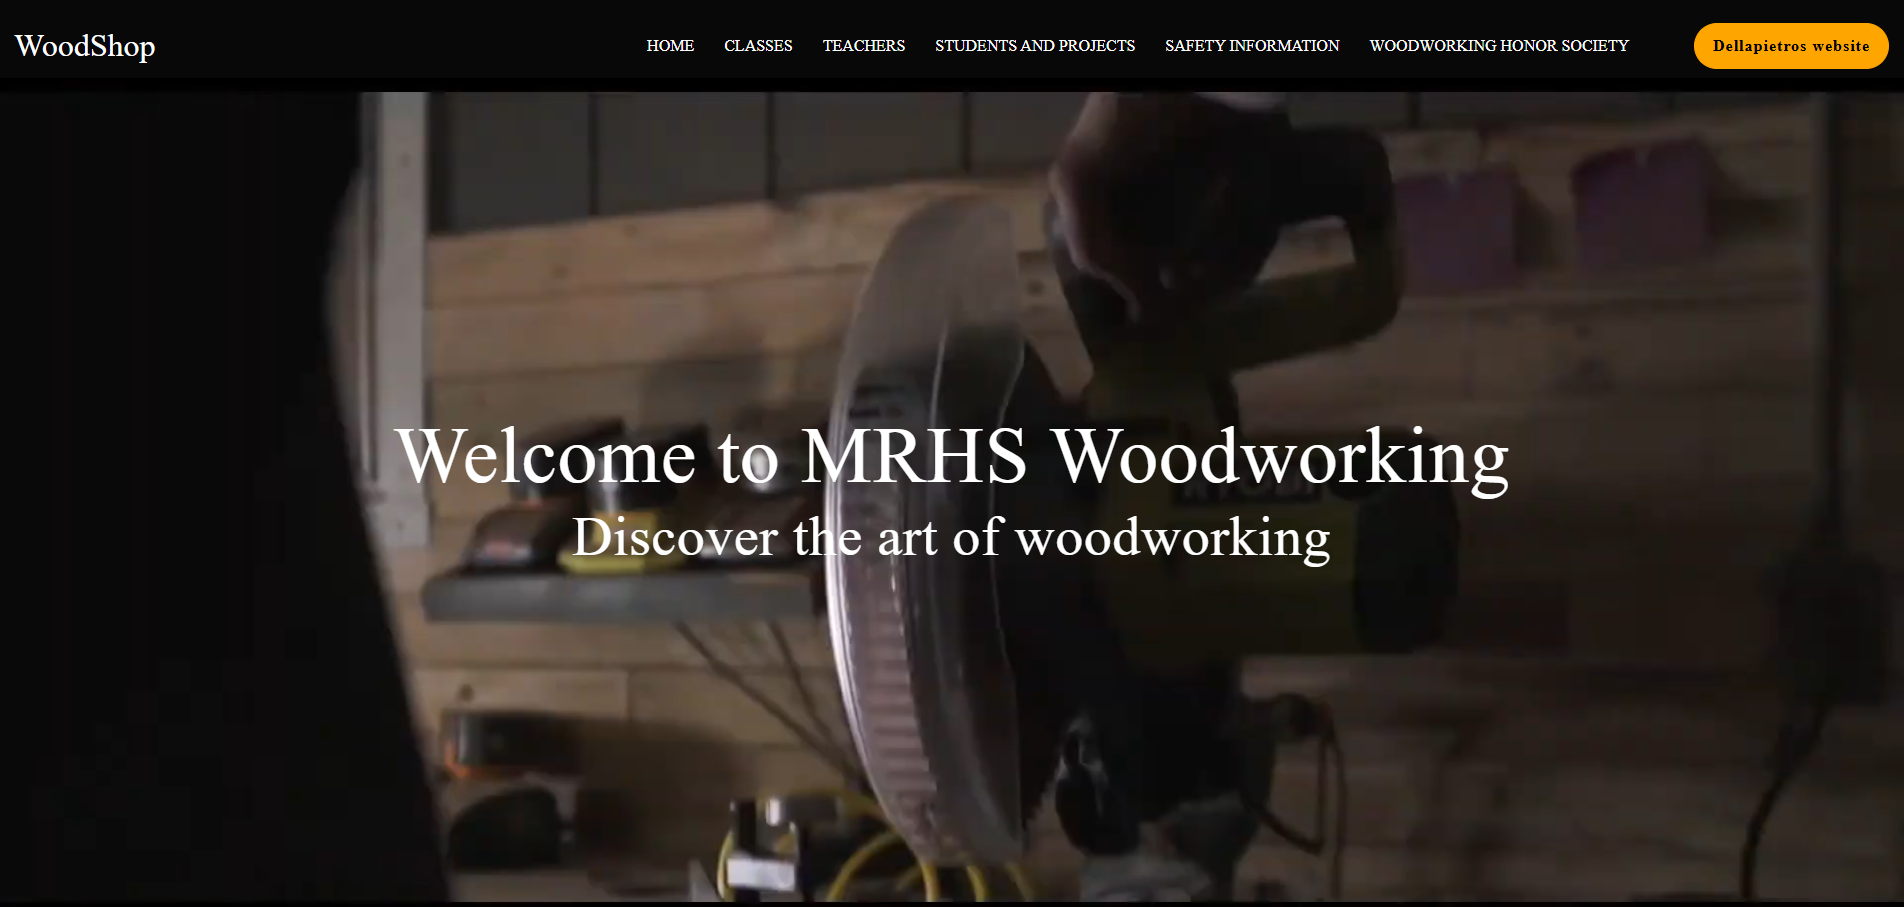 WoodShop
HOME CLASSES TEACHERS STUDENTS AND PROJECTS SAFETY INFORMATION WOODWORKING HONOR SOCIETY Dellapietros website
Welcome to MRHS Woodworking
RYOBI
Discover the art of woodworking